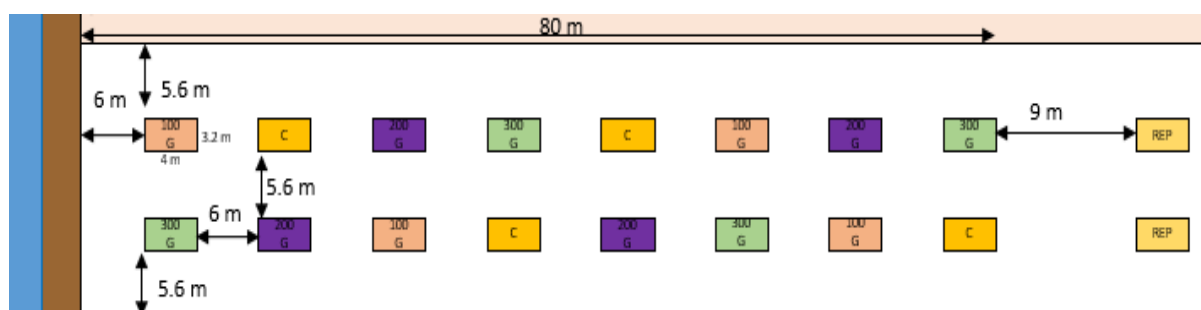 80 m
5.6 m
6 m
9 m
100 G C 200 G 300 G C 100 G 200 G 300 G REP
3.2 m
4 m
5.6 m
6 m
300 G 200 G 100 G C 200 G 300 G 100 G C REP
5.6 m